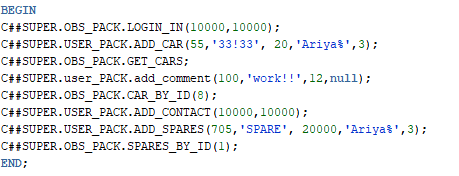 BEGIN
C##SUPER.OBS_PACK.LOGIN_IN(10000,10000);
C##SUPER.USER_PACK.ADD_CAR(55,'33!33', 20,'Ariya%',3);
C##SUPER.OBS_PACK.GET_CARS;
C##SUPER.user_PACK.add_comment(100,'work!!',12,null);
C##SUPER.OBS_PACK.CAR_BY_ID(8);
C##SUPER.USER_PACK.ADD_CONTACT(10000,10000);
C##SUPER.USER_PACK.ADD_SPARES(705,'SPARE', 20000,'Ariya%',3);
C##SUPER.OBS_PACK.SPARES_BY_ID(1);
END;